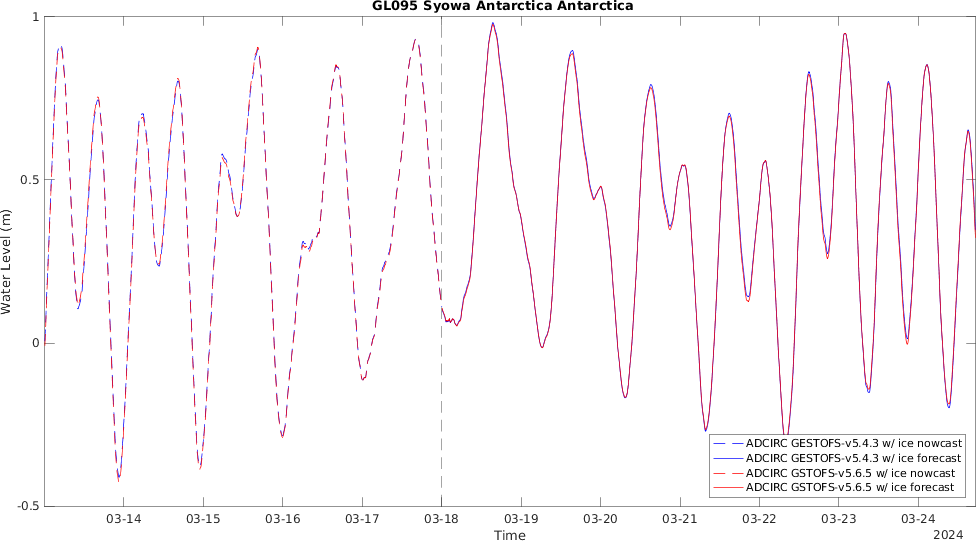 GL095 Syowa Antarctica Antarctica
1
0.5
0
-0.5
Water Level (m)
03-14 03-15 03-16 03-17 03-18 03-19 03-20 03-21 03-22 03-23 03-24
Time
2024
ADCIRC GESTOFS-v5.4.3 w/ ice nowcast
ADCIRC GESTOFS-v5.4.3 w/ ice forecast
ADCIRC GSTOFS-v5.6.5 w/ ice nowcast
ADCIRC GSTOFS-v5.6.5 w/ ice forecast